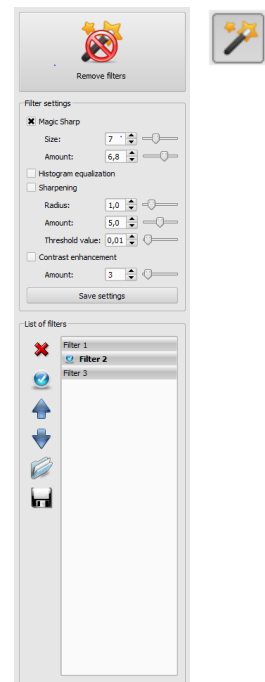 Remove filters
Filter settings
Magic Sharp
Size: 7
Amount: 6,8
Histogram equalization
Sharpening
Radius: 1,0
Amount: 5,0
Threshold value: 0,01
Contrast enhancement
Amount: 3
Save settings
List of filters
Filter 1
Filter 2
Filter 3